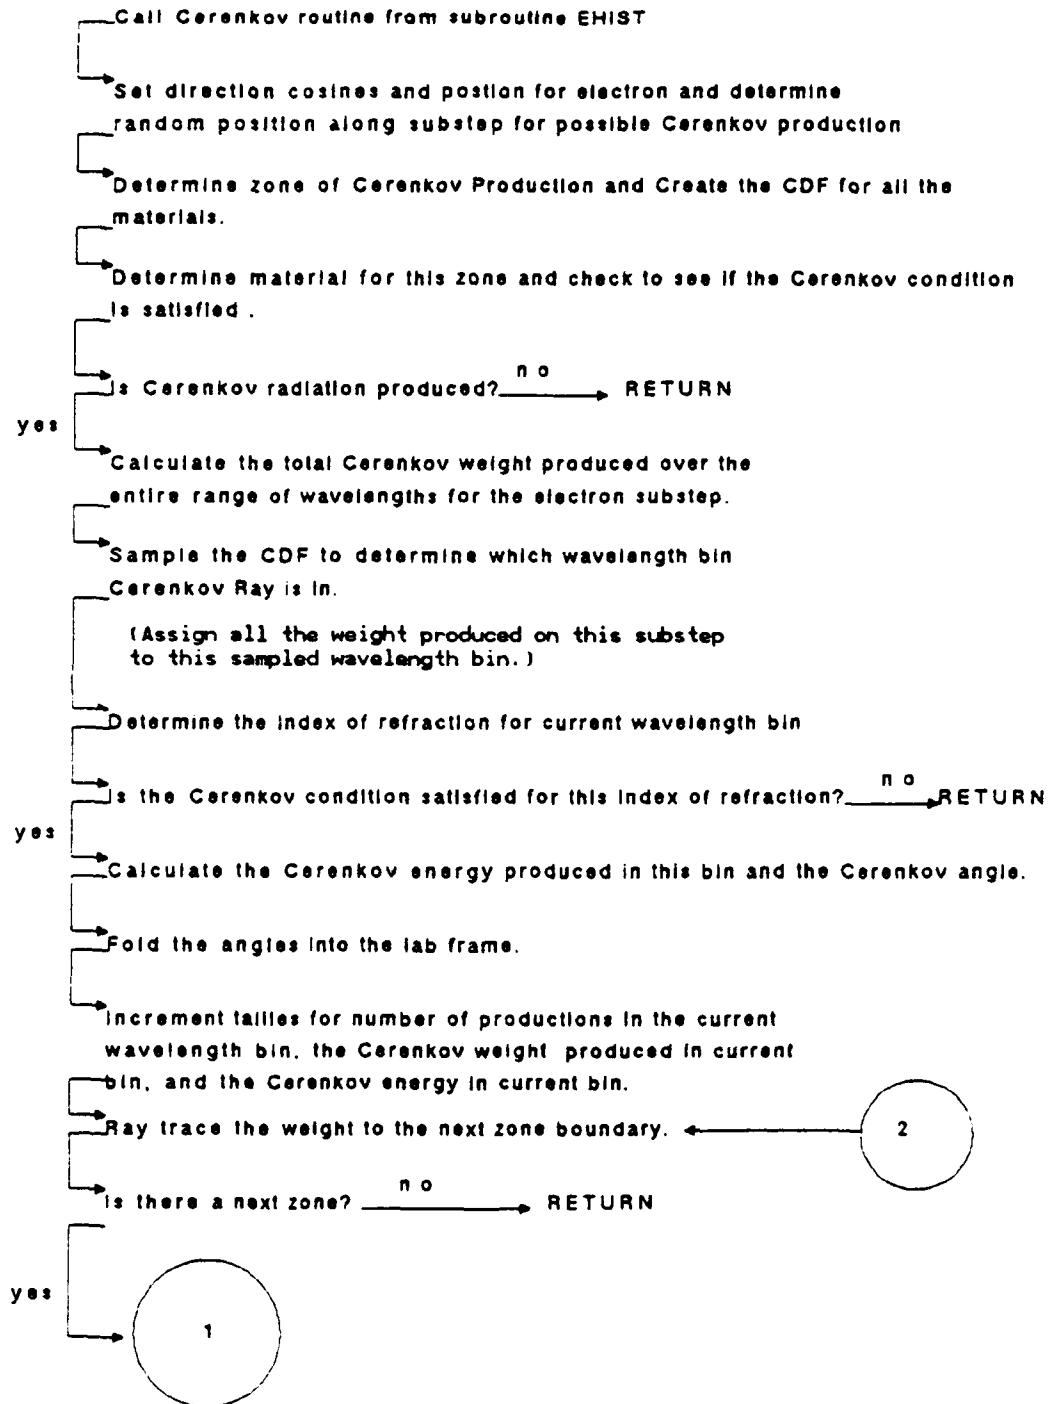 Call Cerenkov routine from subroutine EHIST
Set direction cosines and postion for electron and determine
random position along substep for possible Cerenkov production
Determine zone of Cerenkov Production and Create the CDF for all the
materials.
Determine material for this zone and check to see if the Cerenkov condition
is satisfied .
no
Is Cerenkov radiation produced? RETURN
yes
Calculate the total Cerenkov weight produced over the
entire range of wavelengths for the electron substep.
Sample the CDF to determine which wavelength bin
Cerenkov Ray is in.
(Assign all the weight produced on this substep
to this sampled wavelength bin.)
Determine the index of refraction for current wavelength bin
no
Is the Cerenkov condition satisfied for this index of refraction? RETURN
yes
Calculate the Cerenkov energy produced in this bin and the Cerenkov angle.
Fold the angles into the lab frame.
Increment tallies for number of productions in the current
wavelength bin, the Cerenkov weight produced in current
bin, and the Cerenkov energy in current bin.
Ray trace the weight to the next zone boundary. 2
no
Is there a next zone? RETURN
yes
1